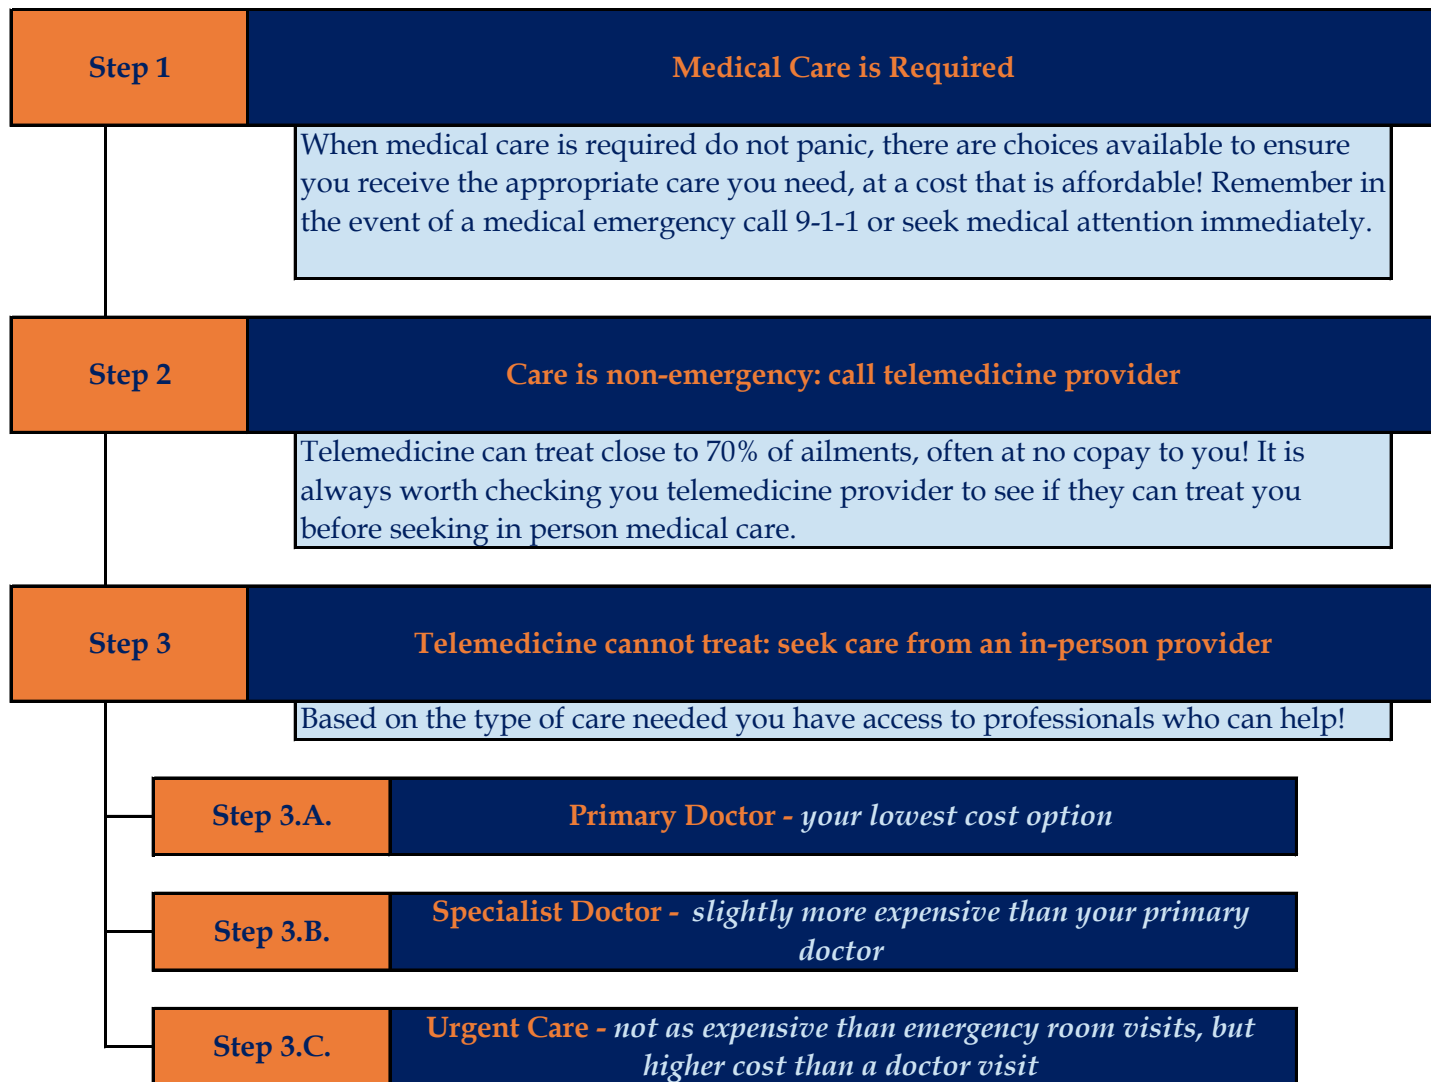 Step 1
Medical Care is Required
When medical care is required do not panic, there are choices available to ensure
you receive the appropriate care you need, at a cost that is affordable! Remember in
the event of a medical emergency call 9-1-1 or seek medical attention immediately.
Step 2
Care is non-emergency: call telemedicine provider
Telemedicine can treat close to 70% of ailments, often at no copay to you! It is
always worth checking you telemedicine provider to see if they can treat you
before seeking in person medical care.
Step 3
Telemedicine cannot treat: seek care from an in-person provider
Based on the type of care needed you have access to professionals who can help!
Step 3.A.
Primary Doctor - your lowest cost option
Step 3.B.
Specialist Doctor - slightly more expensive than your primary
doctor
Step 3.C.
Urgent Care - not as expensive than emergency room visits, but
higher cost than a doctor visit